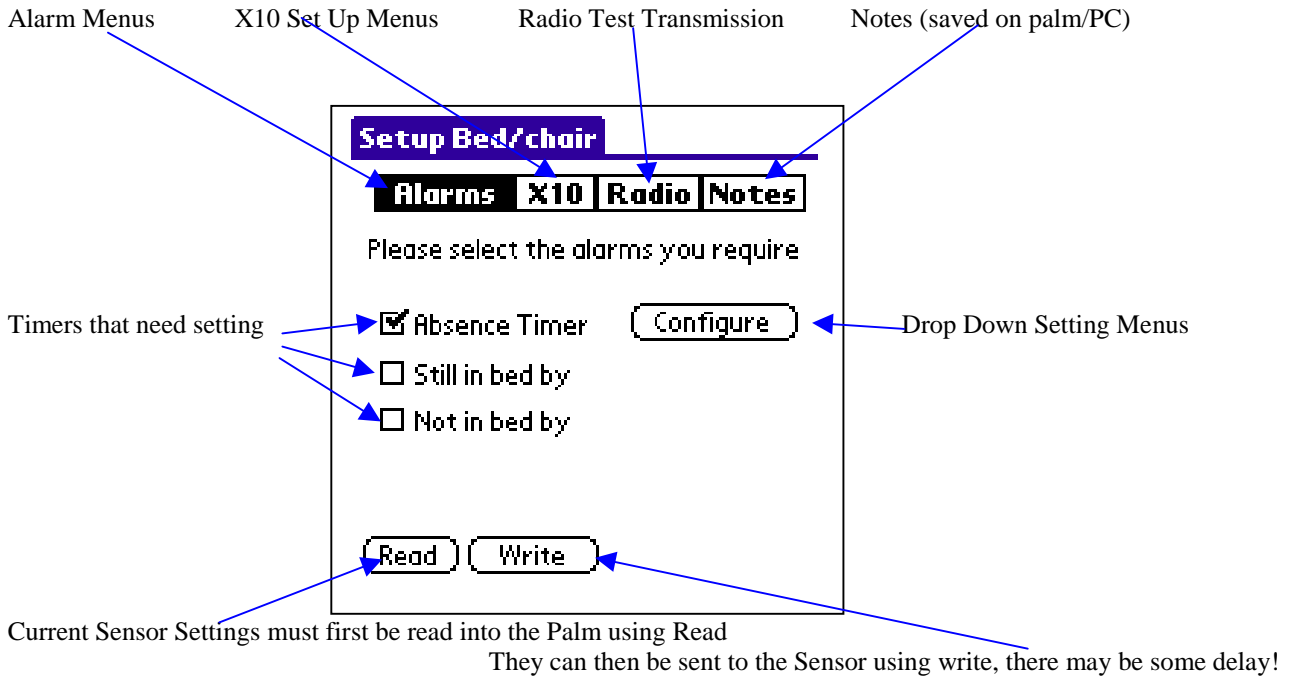 Alarm Menus X10 Set Up Menus Radio Test Transmission Notes (saved on palm/PC)
Setup Bed/chair
Alarms X10 Radio Notes
Please select the alarms you require
Timers that need setting Absence Timer Configure Drop Down Setting Menus
Still in bed by
Not in bed by
Read Write
Current Sensor Settings must first be read into the Palm using Read
They can then be sent to the Sensor using write, there may be some delay!